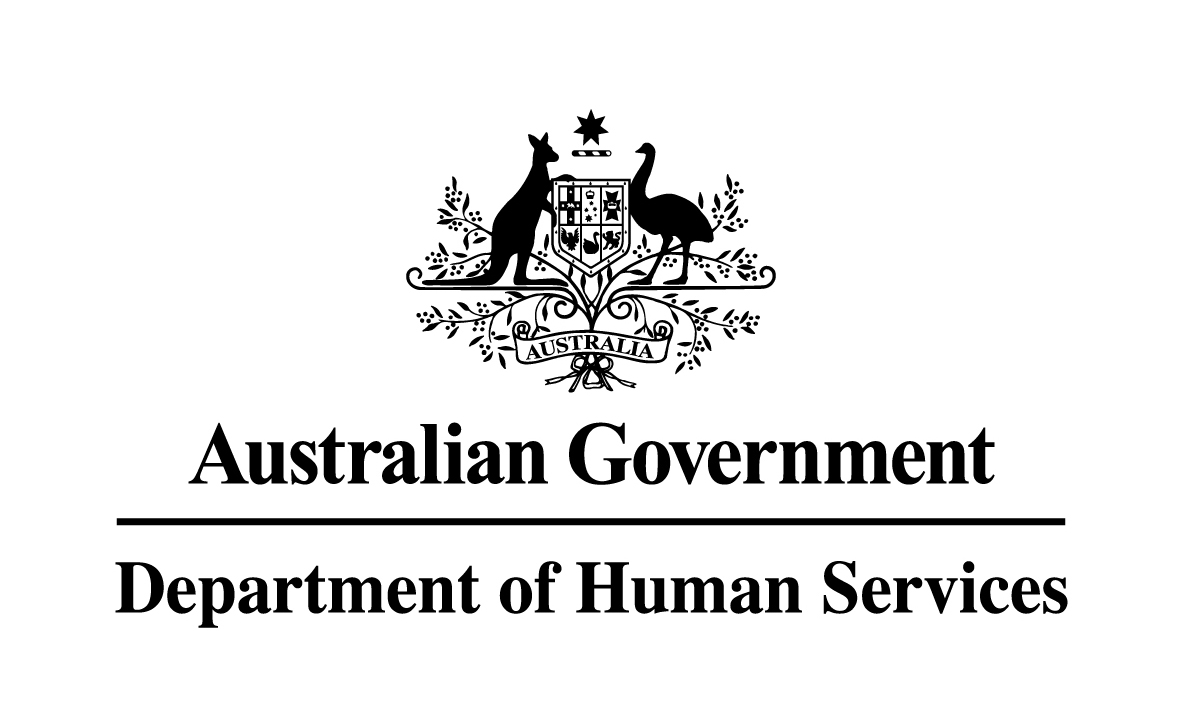 AUSTRALIA
Australian Government
Department of Human Services